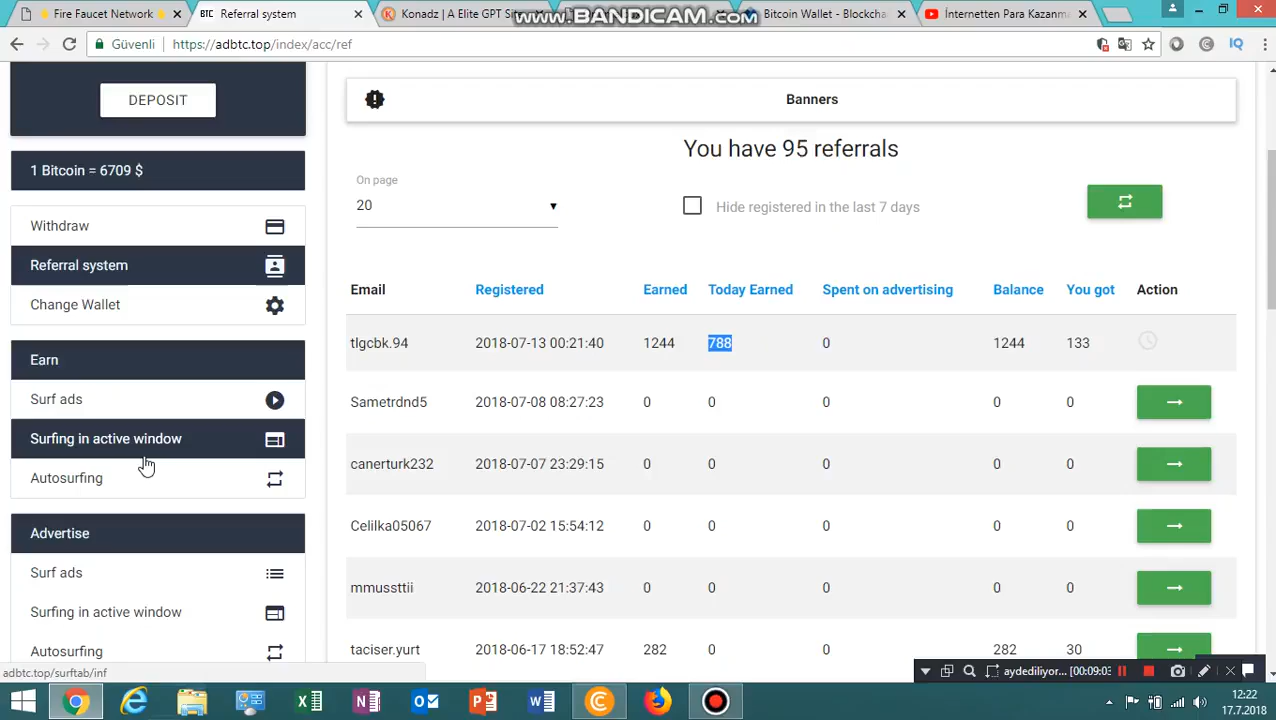 Fire Faucet Network
BTC Referral system
Konadz | A Elite GPT Si
www.BANDICAM.com
Bitcoin Wallet - Blockcha
İnternetten Para Kazanm
Güvenli https://adbtc.top/index/acc/ref
DEPOSIT
Banners
1 Bitcoin = 6709 $
You have 95 referrals
On page
20
Hide registered in the last 7 days
Withdraw
Referral system
Change Wallet
Email Registered Earned Today Earned Spent on advertising Balance You got Action
tlgcbk.94 2018-07-13 00:21:40 1244 788 0 1244 133
Sametrdnd5 2018-07-08 08:27:23 0 0 0 0 0
canerturk232 2018-07-07 23:29:15 0 0 0 0 0
Celilka05067 2018-07-02 15:54:12 0 0 0 0 0
mmussttii 2018-06-22 21:37:43 0 0 0 0 0
taciser.yurt 2018-06-17 18:52:47 282 0 0 282 30
Earn
Surf ads
Surfing in active window
Autosurfing
Advertise
Surf ads
Surfing in active window
Autosurfing
adbtc.top/surftab/inf
aydediliyor... [00:09:03]
12:22
17.7.2018